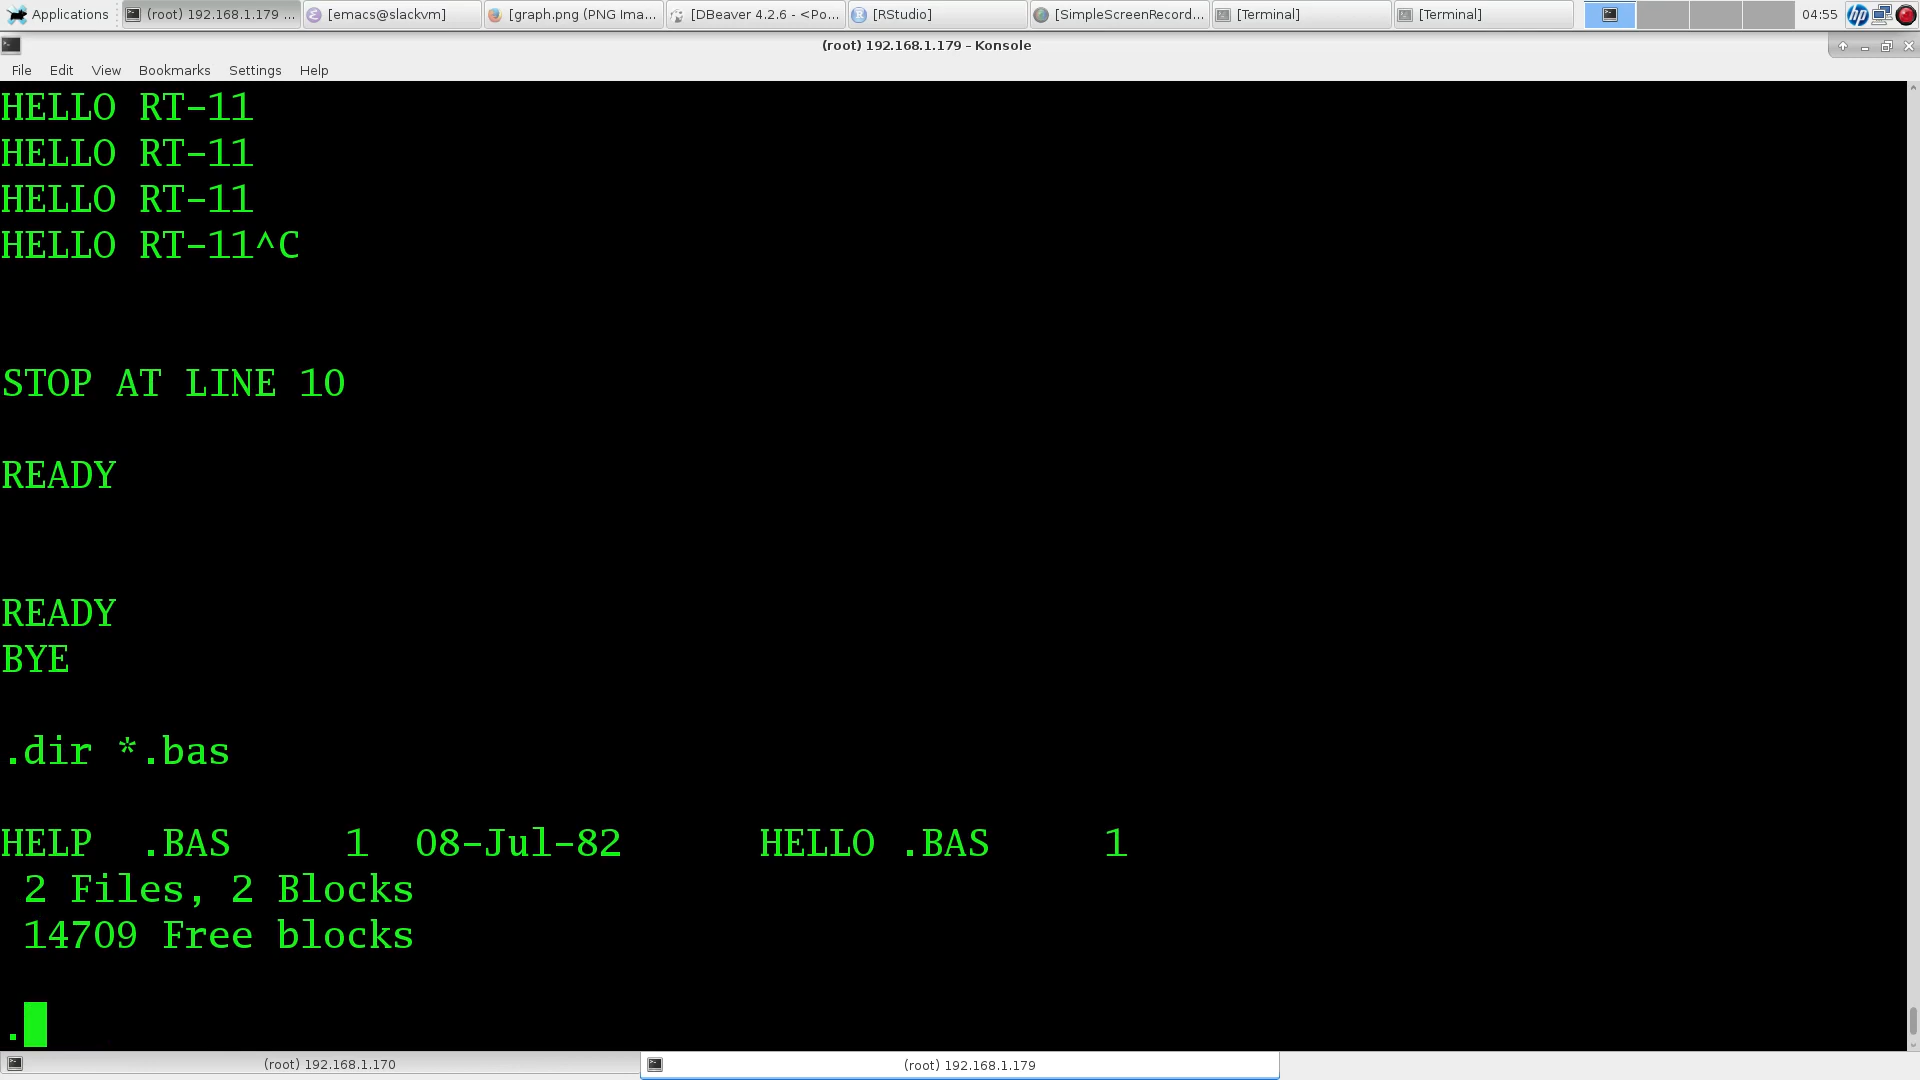 Applications (root) 192.168.1.179 ... [emacs@slackvm] [graph.png (PNG Ima... [DBeaver 4.2.6 - <Po... [RStudio] [SimpleScreenRecord... [Terminal] [Terminal] 04:55 hp
(root) 192.168.1.179 - Konsole
File Edit View Bookmarks Settings Help
HELLO RT-11
HELLO RT-11
HELLO RT-11
HELLO RT-11^C
STOP AT LINE 10
READY
READY
BYE
.dir *.bas
HELP .BAS 1 08-Jul-82 HELLO .BAS 1
2 Files, 2 Blocks
14709 Free blocks
.
(root) 192.168.1.170 (root) 192.168.1.179